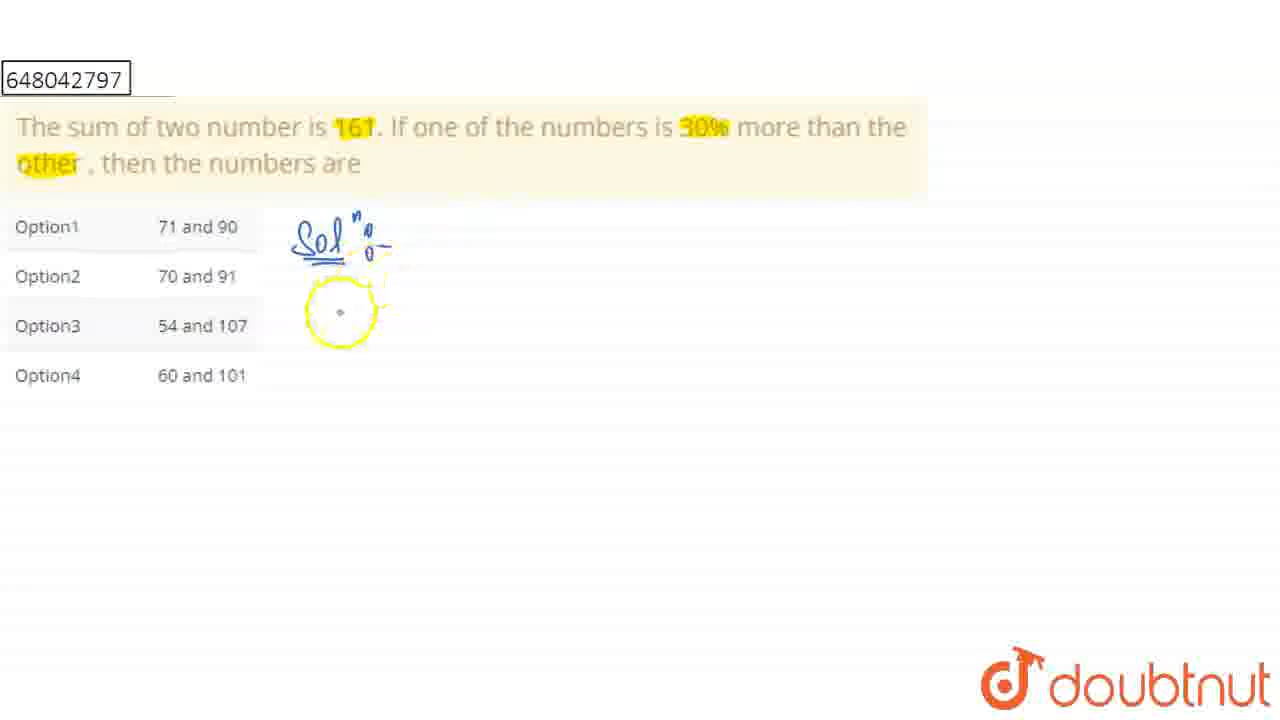 648042797
The sum of two number is 161. If one of the numbers is 30% more than the
other , then the numbers are
Option1 71 and 90
Option2 70 and 91
Option3 54 and 107
Option4 60 and 101
Solⁿ
doubtnut